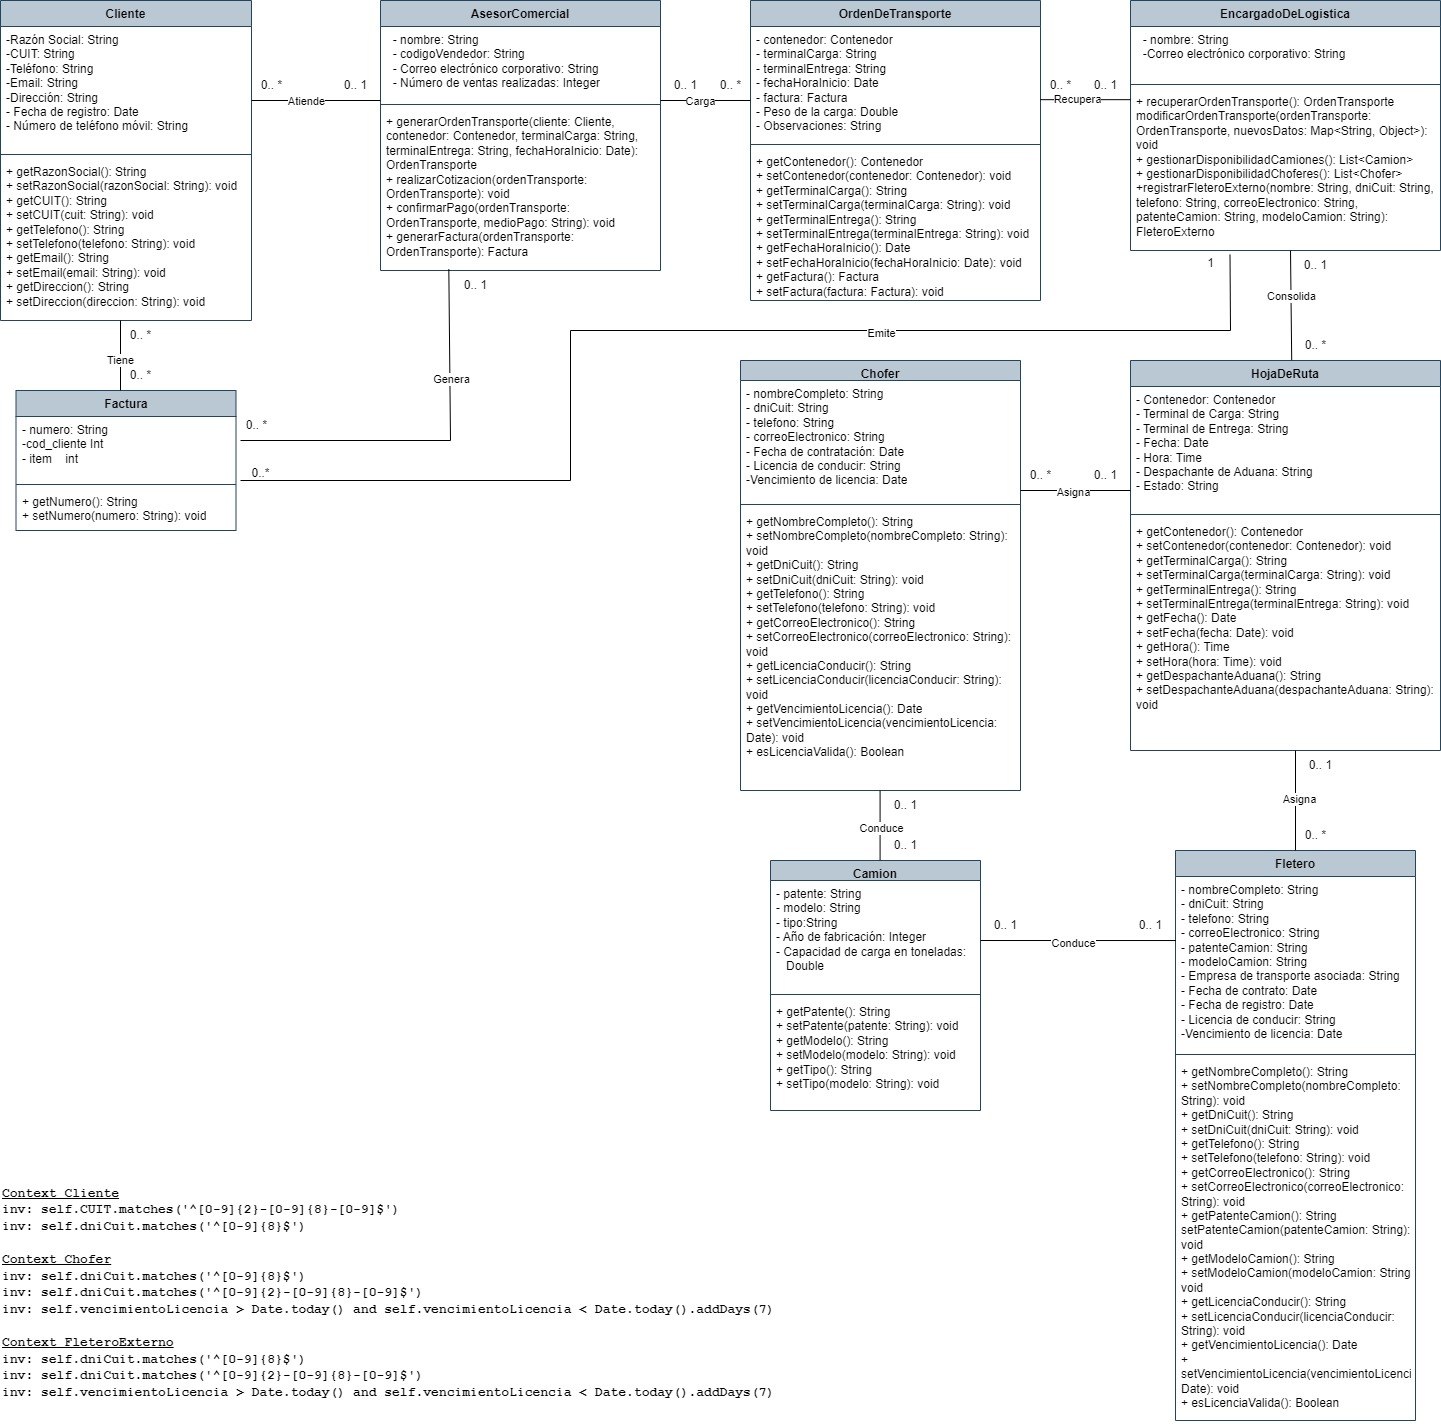 Cliente
-Razón Social: String
-CUIT: String
-Teléfono: String
-Email: String
-Dirección: String
- Fecha de registro: Date
- Número de teléfono móvil: String
+ getRazonSocial(): String
+ setRazonSocial(razonSocial: String): void
+ getCUIT(): String
+ setCUIT(cuit: String): void
+ getTelefono(): String
+ setTelefono(telefono: String): void
+ getEmail(): String
+ setEmail(email: String): void
+ getDireccion(): String
+ setDireccion(direccion: String): void
0.. *
Atiende
0.. 1
AsesorComercial
- nombre: String
- codigoVendedor: String
- Correo electrónico corporativo: String
- Número de ventas realizadas: Integer
+ generarOrdenTransporte(cliente: Cliente,
contenedor: Contenedor, terminalCarga: String,
terminalEntrega: String, fechaHoraInicio: Date):
OrdenTransporte
+ realizarCotizacion(ordenTransporte:
OrdenTransporte): void
+ confirmarPago(ordenTransporte:
OrdenTransporte, medioPago: String): void
+ generarFactura(ordenTransporte:
OrdenTransporte): Factura
0.. 1
Carga
0.. *
OrdenDeTransporte
- contenedor: Contenedor
- terminalCarga: String
- terminalEntrega: String
- fechaHoraInicio: Date
- factura: Factura
- Peso de la carga: Double
- Observaciones: String
+ getContenedor(): Contenedor
+ setContenedor(contenedor: Contenedor): void
+ getTerminalCarga(): String
+ setTerminalCarga(terminalCarga: String): void
+ getTerminalEntrega(): String
+ setTerminalEntrega(terminalEntrega: String): void
+ getFechaHoraInicio(): Date
+ setFechaHoraInicio(fechaHoraInicio: Date): void
+ getFactura(): Factura
+ setFactura(factura: Factura): void
0.. *
Recupera
0.. 1
EncargadoDeLogistica
- nombre: String
-Correo electrónico corporativo: String
+ recuperarOrdenTransporte(): OrdenTransporte
modificarOrdenTransporte(ordenTransporte:
OrdenTransporte, nuevosDatos: Map<String, Object>):
void
+ gestionarDisponibilidadCamiones(): List<Camion>
+ gestionarDisponibilidadChoferes(): List<Chofer>
+registrarFleteroExterno(nombre: String, dniCuit: String,
telefono: String, correoElectronico: String,
patenteCamion: String, modeloCamion: String):
FleteroExterno
0.. *
Tiene
0.. *
0.. 1
Genera
0.. *
1
Emite
0..*
0.. 1
Consolida
0.. *
Factura
- numero: String
-cod_cliente Int
- item    int
+ getNumero(): String
+ setNumero(numero: String): void
Chofer
- nombreCompleto: String
- dniCuit: String
- telefono: String
- correoElectronico: String
- Fecha de contratación: Date
- Licencia de conducir: String
-Vencimiento de licencia: Date
+ getNombreCompleto(): String
+ setNombreCompleto(nombreCompleto: String):
void
+ getDniCuit(): String
+ setDniCuit(dniCuit: String): void
+ getTelefono(): String
+ setTelefono(telefono: String): void
+ getCorreoElectronico(): String
+ setCorreoElectronico(correoElectronico: String):
void
+ getLicenciaConducir(): String
+ setLicenciaConducir(licenciaConducir: String):
void
+ getVencimientoLicencia(): Date
+ setVencimientoLicencia(vencimientoLicencia:
Date): void
+ esLicenciaValida(): Boolean
0.. *
Asigna
0.. 1
HojaDeRuta
- Contenedor: Contenedor
- Terminal de Carga: String
- Terminal de Entrega: String
- Fecha: Date
- Hora: Time
- Despachante de Aduana: String
- Estado: String
+ getContenedor(): Contenedor
+ setContenedor(contenedor: Contenedor): void
+ getTerminalCarga(): String
+ setTerminalCarga(terminalCarga: String): void
+ getTerminalEntrega(): String
+ setTerminalEntrega(terminalEntrega: String): void
+ getFecha(): Date
+ setFecha(fecha: Date): void
+ getHora(): Time
+ setHora(hora: Time): void
+ getDespachanteAduana(): String
+ setDespachanteAduana(despachanteAduana: String):
void
0.. 1
Conduce
0.. 1
0.. 1
Asigna
0.. *
Camion
- patente: String
- modelo: String
- tipo:String
- Año de fabricación: Integer
- Capacidad de carga en toneladas:
Double
+ getPatente(): String
+ setPatente(patente: String): void
+ getModelo(): String
+ setModelo(modelo: String): void
+ getTipo(): String
+ setTipo(modelo: String): void
0.. 1
Conduce
0.. 1
Fletero
- nombreCompleto: String
- dniCuit: String
- telefono: String
- correoElectronico: String
- patenteCamion: String
- modeloCamion: String
- Empresa de transporte asociada: String
- Fecha de contrato: Date
- Fecha de registro: Date
- Licencia de conducir: String
-Vencimiento de licencia: Date
+ getNombreCompleto(): String
+ setNombreCompleto(nombreCompleto:
String): void
+ getDniCuit(): String
+ setDniCuit(dniCuit: String): void
+ getTelefono(): String
+ setTelefono(telefono: String): void
+ getCorreoElectronico(): String
+ setCorreoElectronico(correoElectronico:
String): void
+ getPatenteCamion(): String
setPatenteCamion(patenteCamion: String):
void
+ getModeloCamion(): String
+ setModeloCamion(modeloCamion: String
void
+ getLicenciaConducir(): String
+ setLicenciaConducir(licenciaConducir:
String): void
+ getVencimientoLicencia(): Date
+
setVencimientoLicencia(vencimientoLicenci
Date): void
+ esLicenciaValida(): Boolean
Context Cliente
inv: self.CUIT.matches('^[0-9]{2}-[0-9]{8}-[0-9]$')
inv: self.dniCuit.matches('^[0-9]{8}$')
Context Chofer
inv: self.dniCuit.matches('^[0-9]{8}$')
inv: self.dniCuit.matches('^[0-9]{2}-[0-9]{8}-[0-9]$')
inv: self.vencimientoLicencia > Date.today() and self.vencimientoLicencia < Date.today().addDays(7)
Context FleteroExterno
inv: self.dniCuit.matches('^[0-9]{8}$')
inv: self.dniCuit.matches('^[0-9]{2}-[0-9]{8}-[0-9]$')
inv: self.vencimientoLicencia > Date.today() and self.vencimientoLicencia < Date.today().addDays(7)